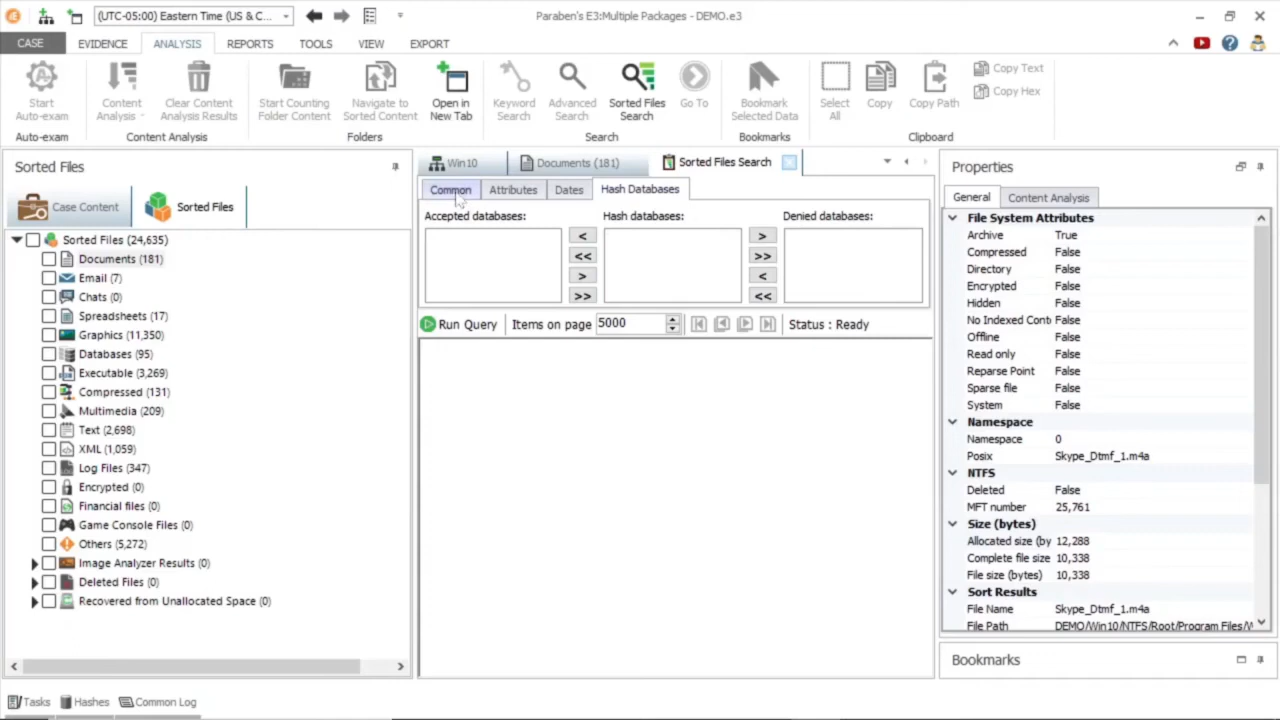 (UTC-05:00) Eastern Time (US & C...
Paraben's E3:Multiple Packages - DEMO.e3
CASE
EVIDENCE
ANALYSIS
REPORTS
TOOLS
VIEW
EXPORT
Start
Auto-exam
Content
Analysis
Clear Content
Analysis Results
Start Counting
Folder Content
Navigate to
Sorted Content
Open in
New Tab
Keyword
Search
Advanced
Search
Sorted Files
Search
Go To
Bookmark
Selected Data
Select
All
Copy
Copy Path
Copy Text
Copy Hex
Auto-exam
Content Analysis
Folders
Search
Bookmarks
Clipboard
Sorted Files
Case Content
Sorted Files
Sorted Files (24,635)
Documents (181)
Email (7)
Chats (0)
Spreadsheets (17)
Graphics (11,350)
Databases (95)
Executable (3,269)
Compressed (131)
Multimedia (209)
Text (2,698)
XML (1,059)
Log Files (347)
Encrypted (0)
Financial files (0)
Game Console Files (0)
Others (5,272)
Image Analyzer Results (0)
Deleted Files (0)
Recovered from Unallocated Space (0)
Win10
Documents (181)
Sorted Files Search
Common
Attributes
Dates
Hash Databases
Accepted databases:
Hash databases:
Denied databases:
< >
<< >>
> <
>> <<
Run Query
Items on page
5000
Status : Ready
Properties
General
Content Analysis
File System Attributes
Archive True
Compressed False
Directory False
Encrypted False
Hidden False
No Indexed Cont False
Offline False
Read only False
Reparse Point False
Sparse file False
System False
Namespace
Namespace 0
Posix Skype_Dtmf_1.m4a
NTFS
Deleted False
MFT number 25,761
Size (bytes)
Allocated size (by 12,288
Complete file size 10,338
File size (bytes) 10,338
Sort Results
File Name Skype_Dtmf_1.m4a
File Path DEMO/Win10/NTFS/Root/Program Files/W
Bookmarks
Tasks
Hashes
Common Log